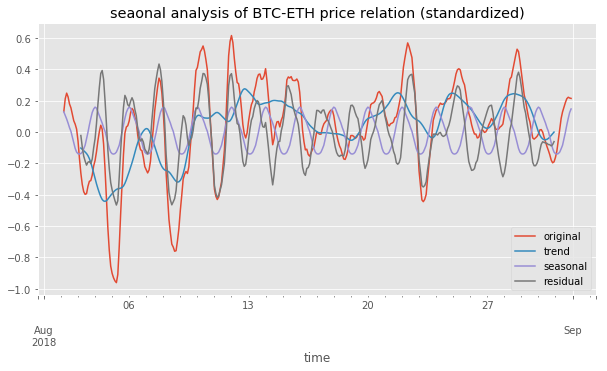 seaonal analysis of BTC-ETH price relation (standardized)
0.6
0.4
0.2
0.0
−0.2
−0.4
−0.6
−0.8
−1.0
original
trend
seasonal
residual
06 13 20 27
Aug Sep
2018
time